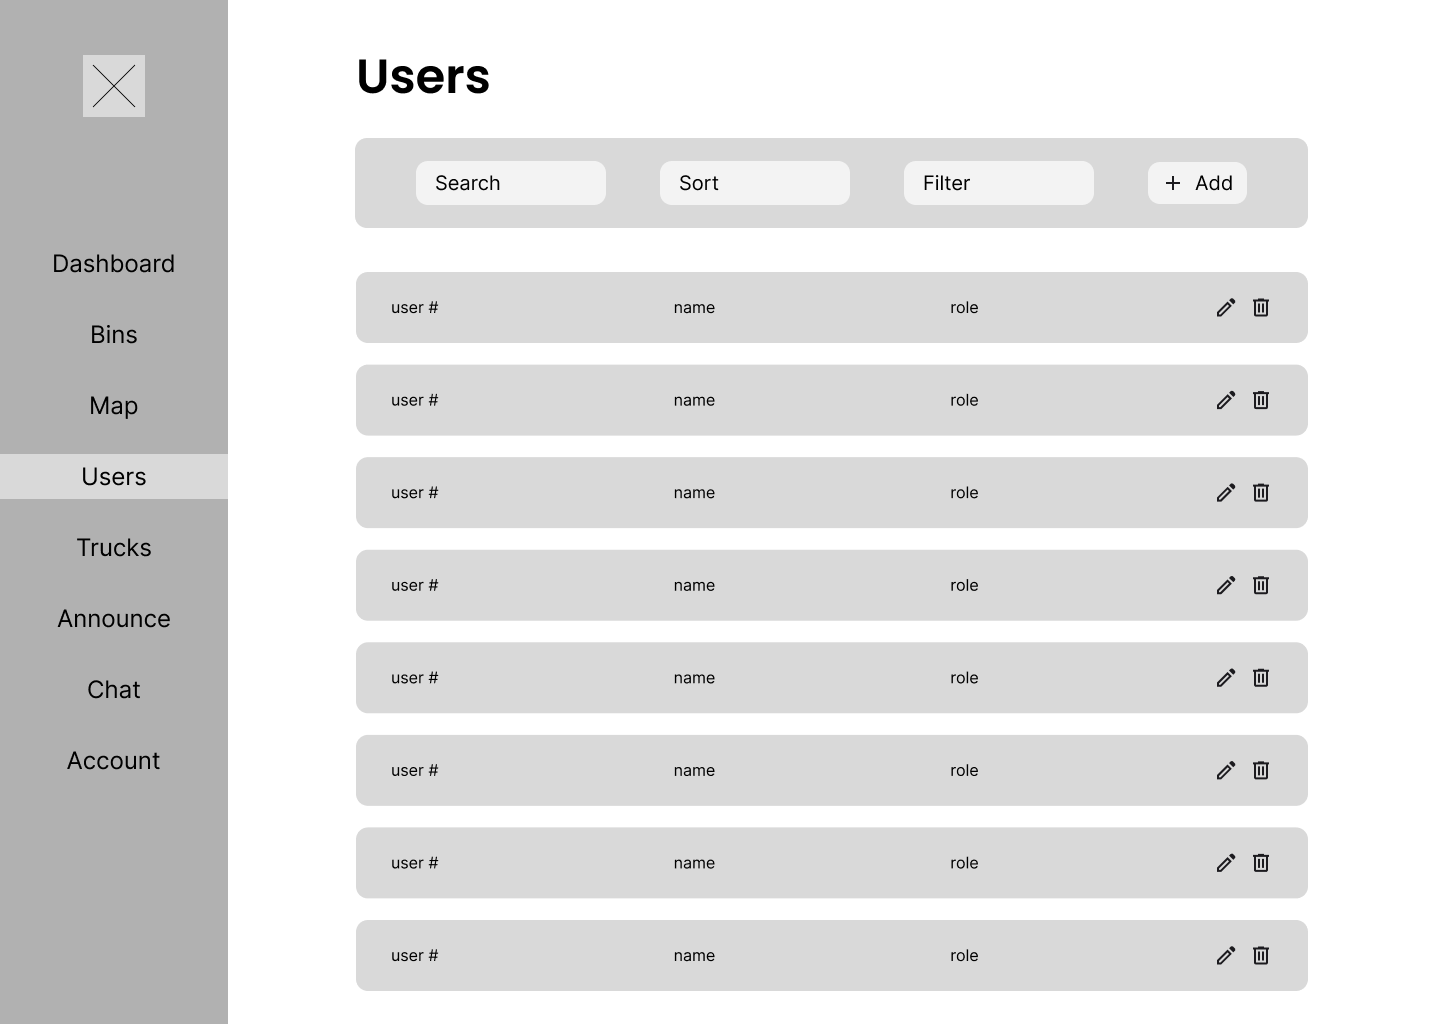 Users
Search
Sort
Filter
+ Add
Dashboard
Bins
Map
Users
Trucks
Announce
Chat
Account
user # name role
user # name role
user # name role
user # name role
user # name role
user # name role
user # name role
user # name role